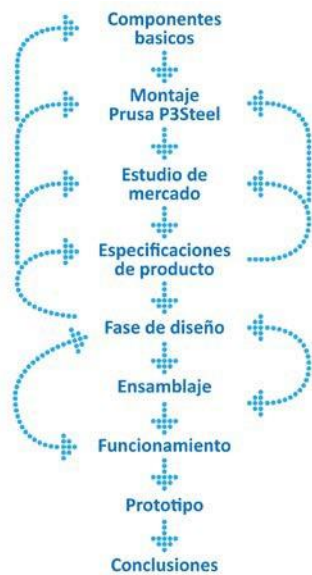 Componentes
basicos
Montaje
Prusa P3Steel
Estudio de
mercado
Especificaciones
de producto
Fase de diseño
Ensamblaje
Funcionamiento
Prototipo
Conclusiones